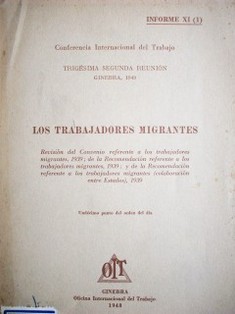 INFORME XI (1)
Conferencia Internacional del Trabajo
TRIGÉSIMA SEGUNDA REUNIÓN
GINEBRA, 1949
LOS TRABAJADORES MIGRANTES
Revisión del Convenio referente a los trabajadores
migrantes, 1939; de la Recomendación referente a los
trabajadores migrantes, 1939; y de la Recomendación
referente a los trabajadores migrantes (colaboración
entre Estados), 1939
Undécimo punto del orden del día
OIT
GINEBRA
Oficina Internacional del Trabajo
1948